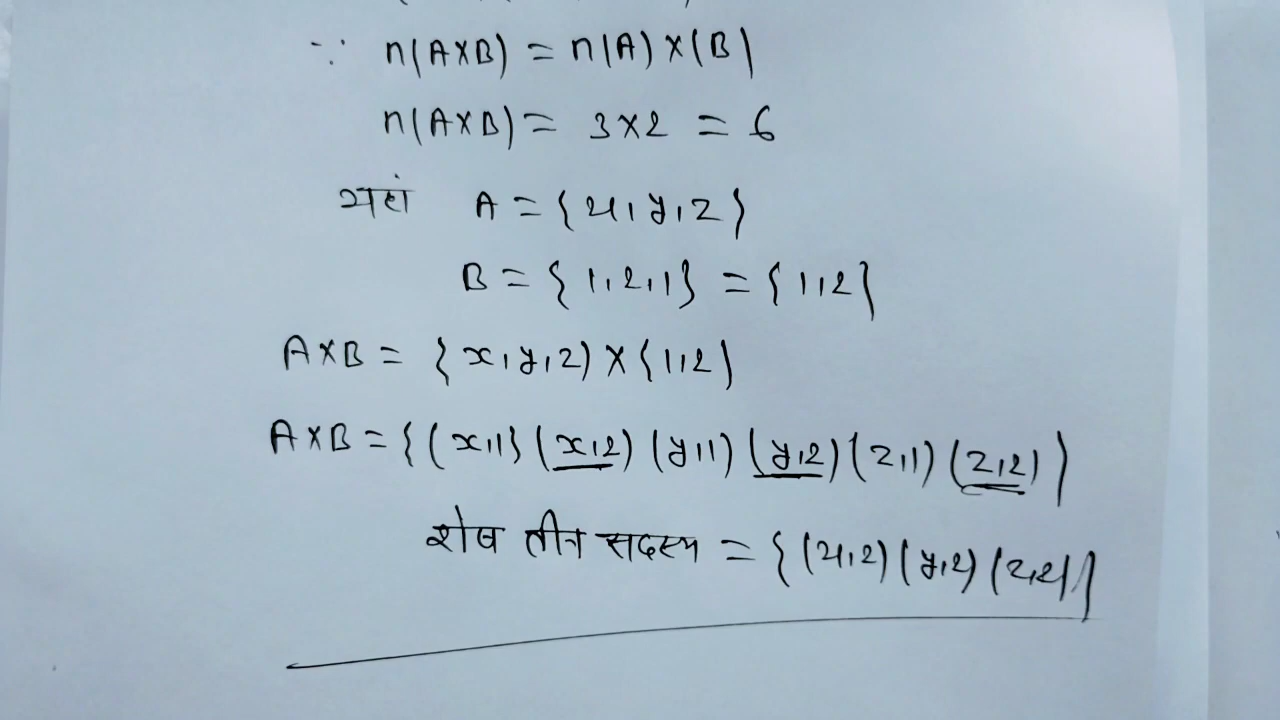 ∵ n(A×B) = n(A)×(B)
n(A×B) = 3×2 = 6
यहां A = {x, y, z}
B = {1, 2, 1} = {1, 2}
A×B = {x, y, z) × {1, 2)
A×B = {(x, 1} (x, 2) (y, 1) (y, 2) (z, 1) (z, 2)}
शेष तीन सदस्य = {(x, 2) (y, 2) (z, 2)}